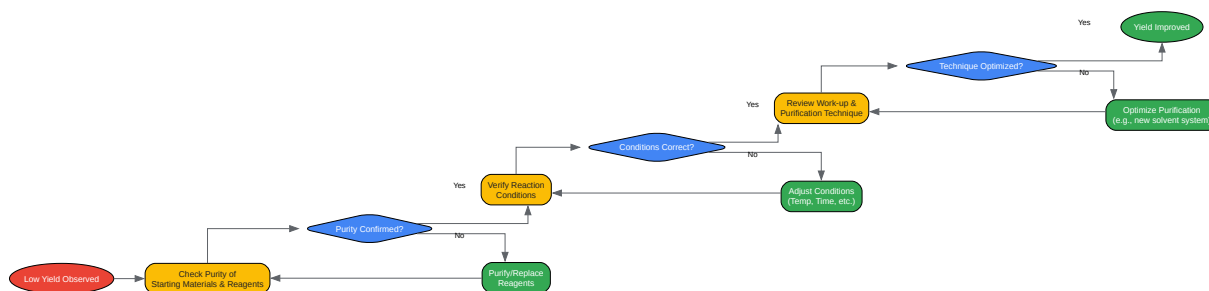 Yes
Yield Improved
Technique Optimized?
No
Review Work-up &
Purification Technique
Yes
Optimize Purification
(e.g., new solvent system)
Conditions Correct?
No
Verify Reaction
Conditions
Yes
Adjust Conditions
(Temp, Time, etc.)
Purity Confirmed?
No
Low Yield Observed
Check Purity of
Starting Materials & Reagents
Purify/Replace
Reagents